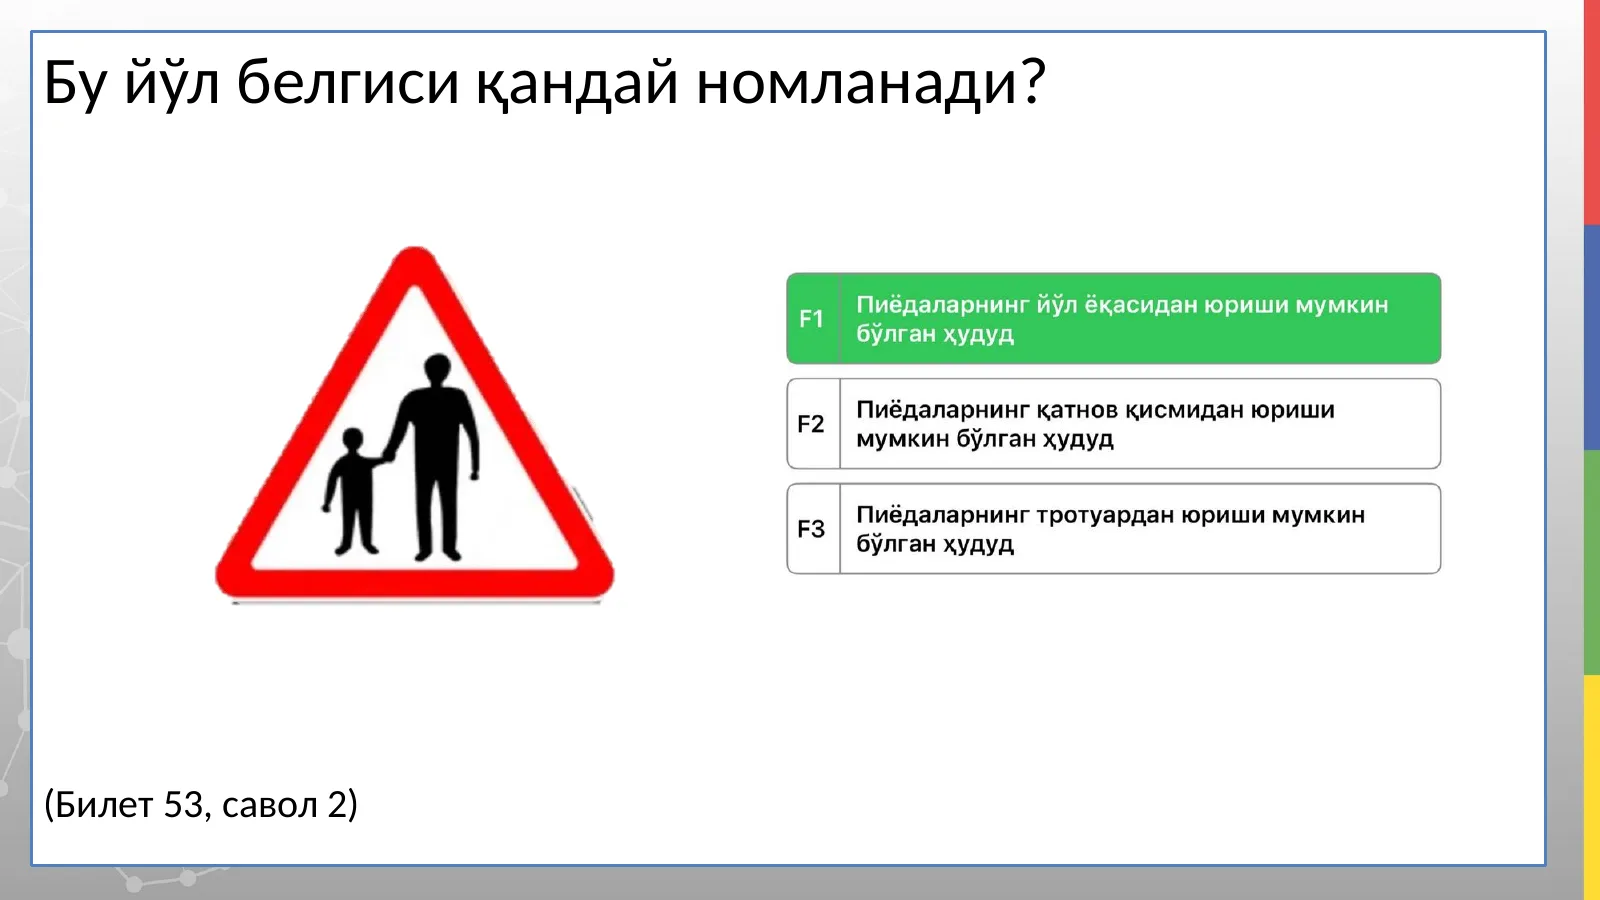 Бу йўл белгиси қандай номланади?
F1
Пиёдаларнинг йўл ёқасидан юриши мумкин
бўлган ҳудуд
F2
Пиёдаларнинг қатнов қисмидан юриши
мумкин бўлган ҳудуд
F3
Пиёдаларнинг тротуардан юриши мумкин
бўлган ҳудуд
(Билет 53, савол 2)